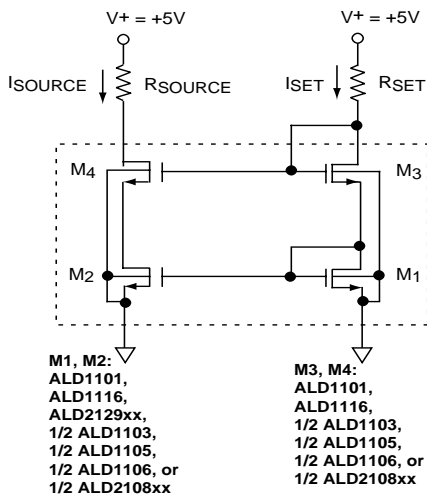 V+ = +5V
V+ = +5V
ISOURCE
RSOURCE
ISET
RSET
M4
M3
M2
M1
M1, M2:
ALD1101,
ALD1116,
ALD2129xx,
1/2 ALD1103,
1/2 ALD1105,
1/2 ALD1106, or
1/2 ALD2108xx
M3, M4:
ALD1101,
ALD1116,
1/2 ALD1103,
1/2 ALD1105,
1/2 ALD1106, or
1/2 ALD2108xx